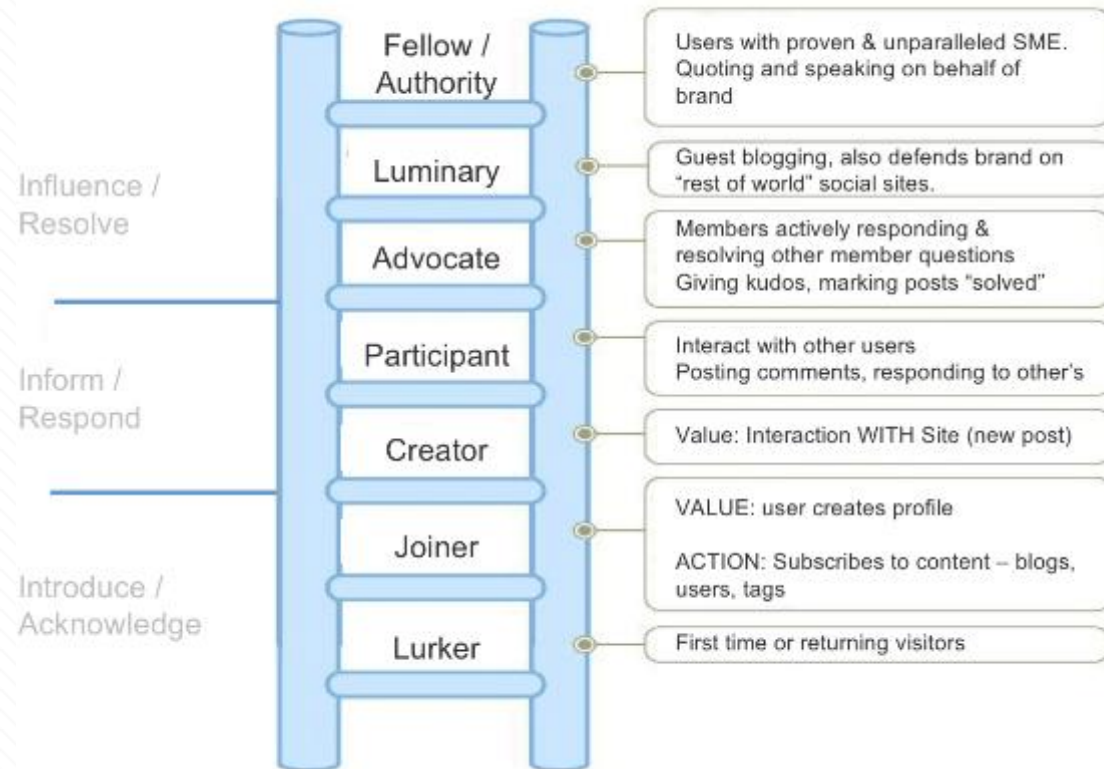 Fellow /
Authority
Users with proven & unparalleled SME.
Quoting and speaking on behalf of
brand
Influence /
Resolve
Luminary
Guest blogging, also defends brand on
“rest of world” social sites.
Advocate
Members actively responding &
resolving other member questions
Giving kudos, marking posts “solved”
Inform /
Respond
Participant
Interact with other users
Posting comments, responding to other’s
Creator
Value: Interaction WITH Site (new post)
Introduce /
Acknowledge
Joiner
VALUE: user creates profile
ACTION: Subscribes to content – blogs,
users, tags
Lurker
First time or returning visitors